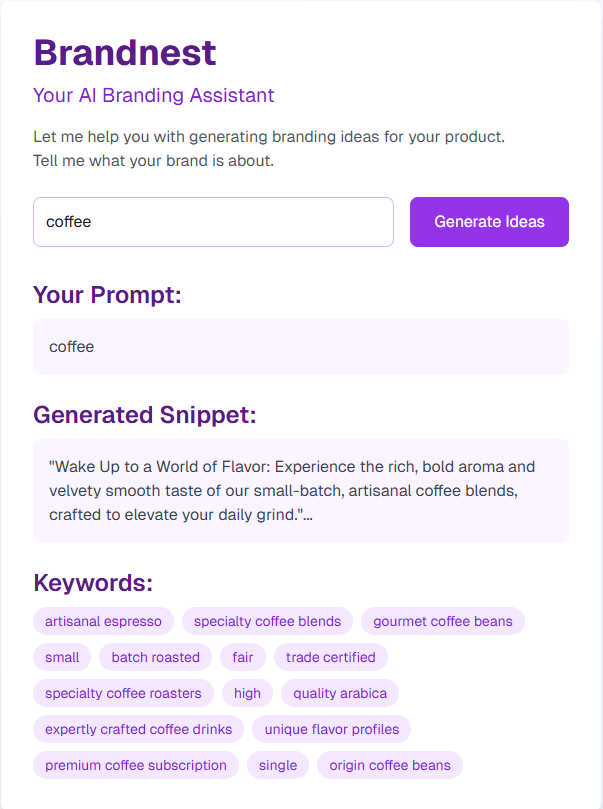 Brandnest
Your AI Branding Assistant
Let me help you with generating branding ideas for your product.
Tell me what your brand is about.
coffee Generate Ideas
Your Prompt:
coffee
Generated Snippet:
"Wake Up to a World of Flavor: Experience the rich, bold aroma and
velvety smooth taste of our small-batch, artisanal coffee blends,
crafted to elevate your daily grind."...
Keywords:
artisanal espresso specialty coffee blends gourmet coffee beans
small batch roasted fair trade certified
specialty coffee roasters high quality arabica
expertly crafted coffee drinks unique flavor profiles
premium coffee subscription single origin coffee beans